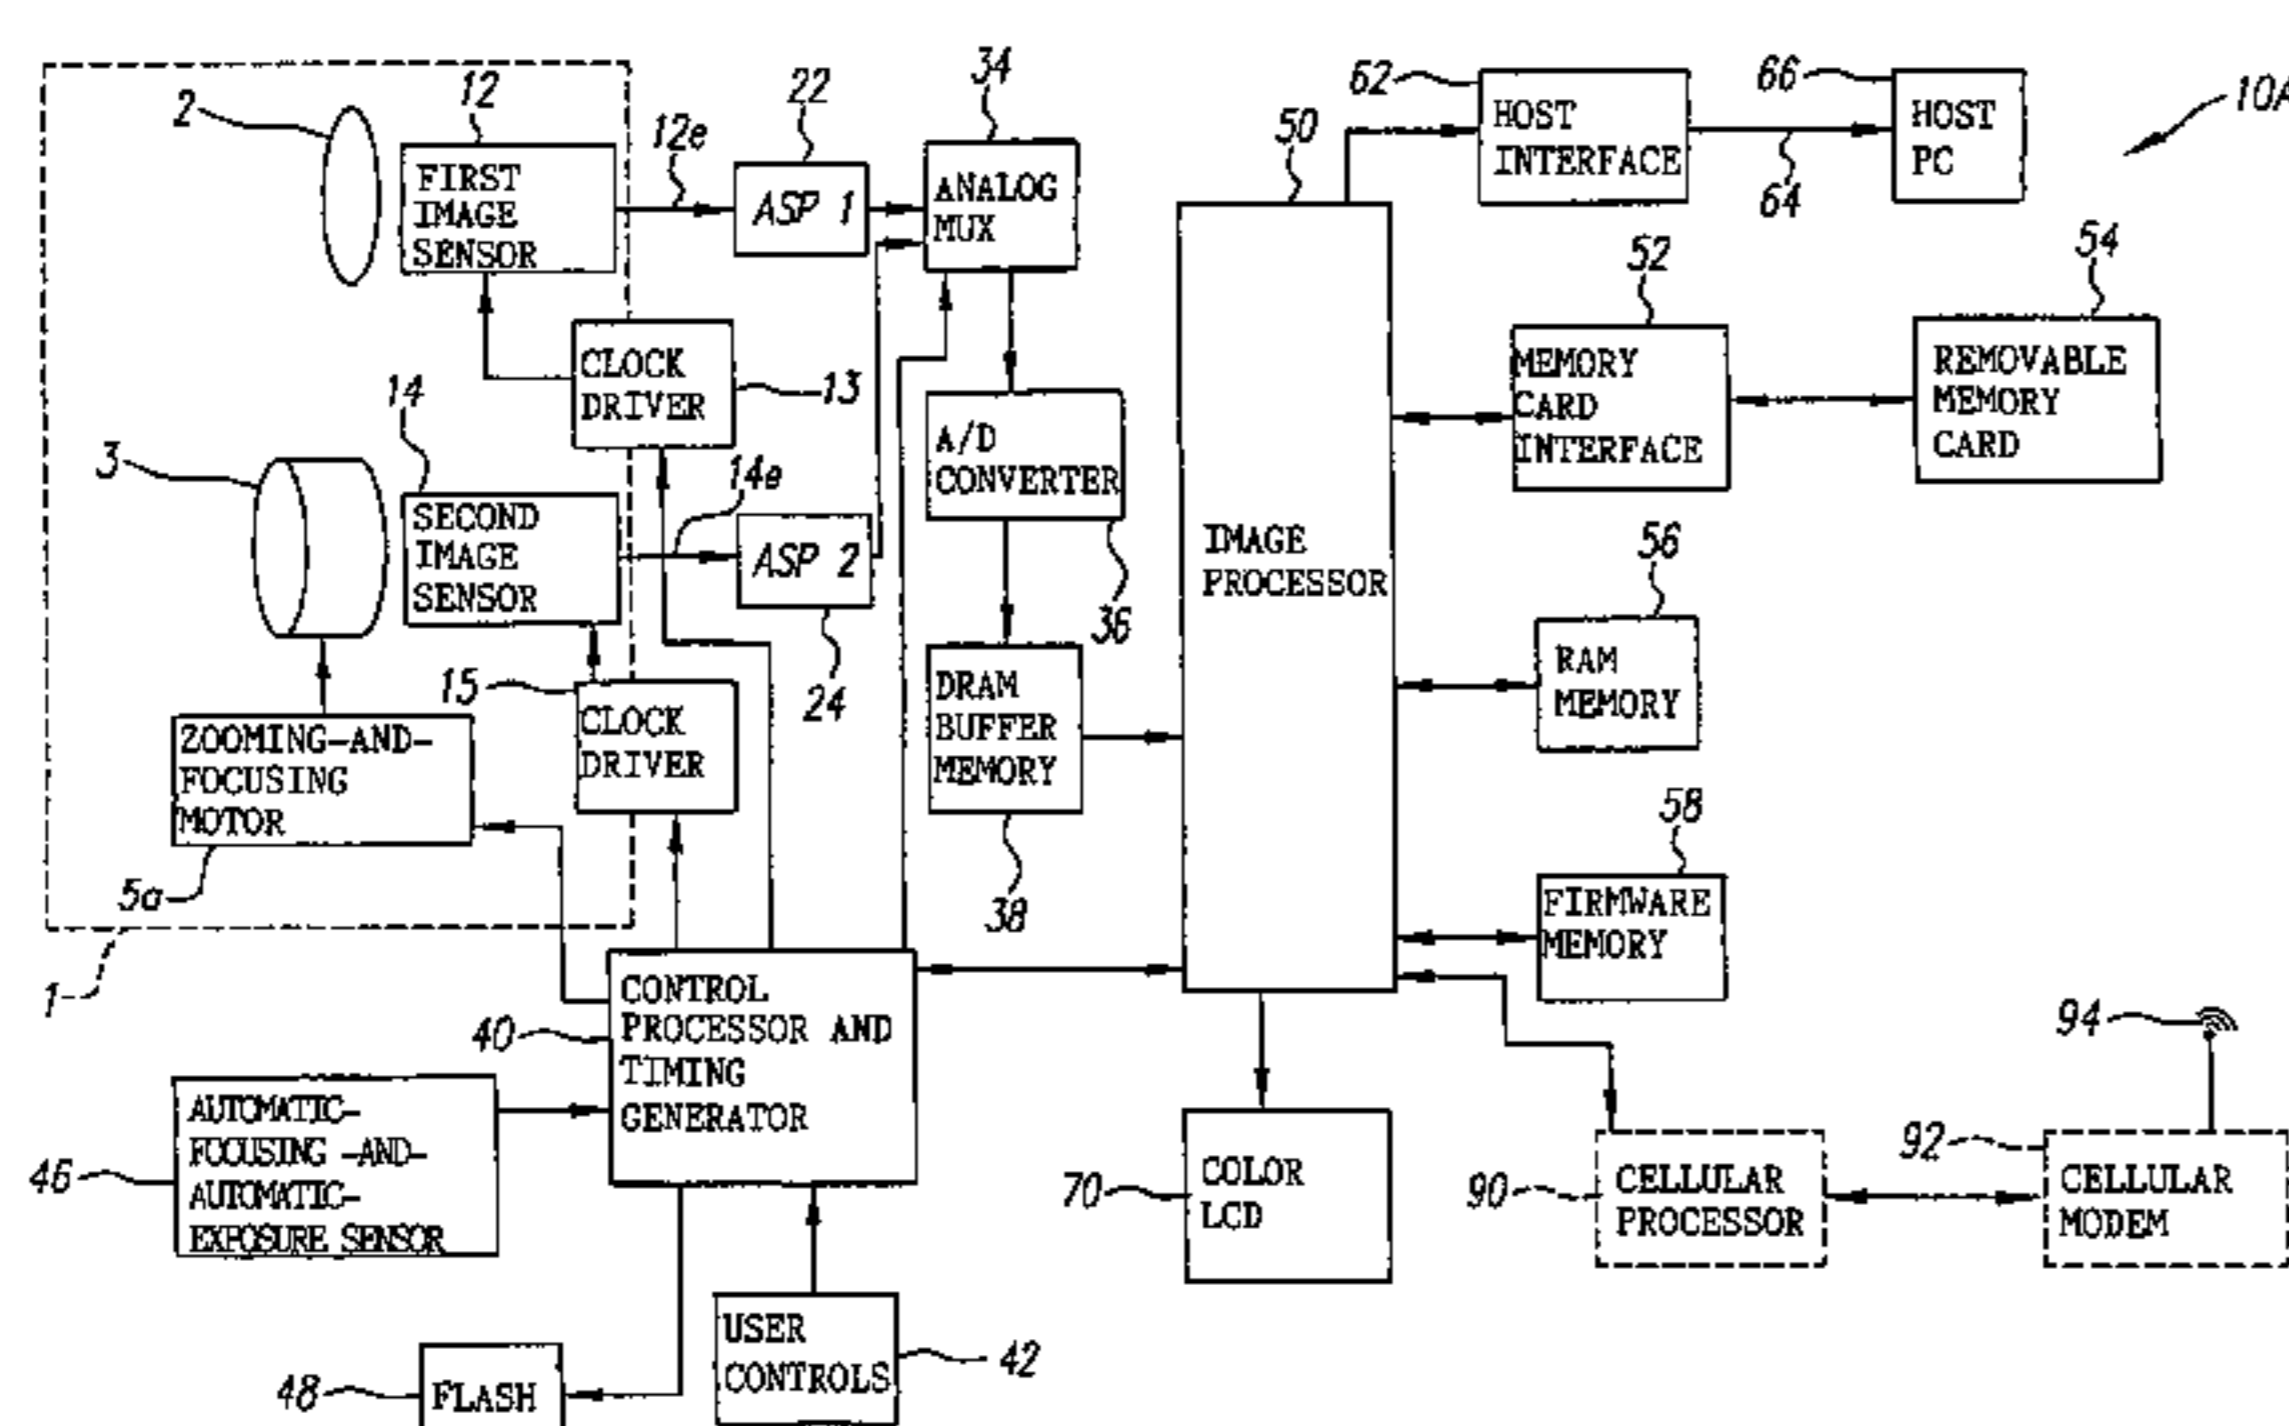 2
12
FIRST
IMAGE
SENSOR
12e
22
ASP 1
34
ANALOG
MUX
50
62
HOST
INTERFACE
64
66
HOST
PC
10A
CLOCK
DRIVER
13
14
3
SECOND
IMAGE
SENSOR
14e
ASP 2
24
A/D
CONVERTER
36
IMAGE
PROCESSOR
52
MEMORY
CARD
INTERFACE
54
REMOVABLE
MEMORY
CARD
56
RAM
MEMORY
15
CLOCK
DRIVER
DRAM
BUFFER
MEMORY
38
ZOOMING-AND-
FOCUSING
MOTOR
5a
1
58
FIRMWARE
MEMORY
40
CONTROL
PROCESSOR AND
TIMING
GENERATOR
46
AUTOMATIC-
FOCUSING -AND-
AUTOMATIC-
EXPOSURE SENSOR
70
COLOR
LCD
90
CELLULAR
PROCESSOR
92
CELLULAR
MODEM
94
48
FLASH
USER
CONTROLS
42